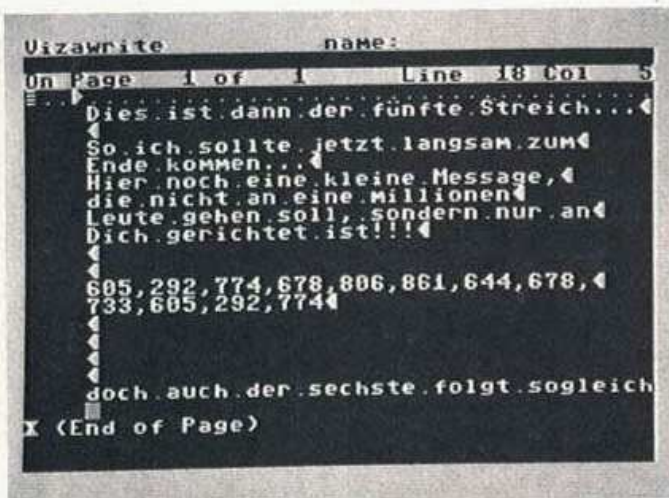 Vizawrite name:
On Page 1 of 1 Line 18 Col 5
Dies.ist.dann.der.fünfte.Streich...
So.ich.sollte.jetzt.langsam.zum
Ende.kommen...
Hier.noch.eine.kleine.Message,
die.nicht.an.eine.Millionen
Leute.gehen.soll,.sondern.nur.an
Dich.gerichtet.ist!!!
605,292,774,678,806,861,644,678,
733,605,292,774
doch.auch.der.sechste.folgt.sogleich
(End of Page)